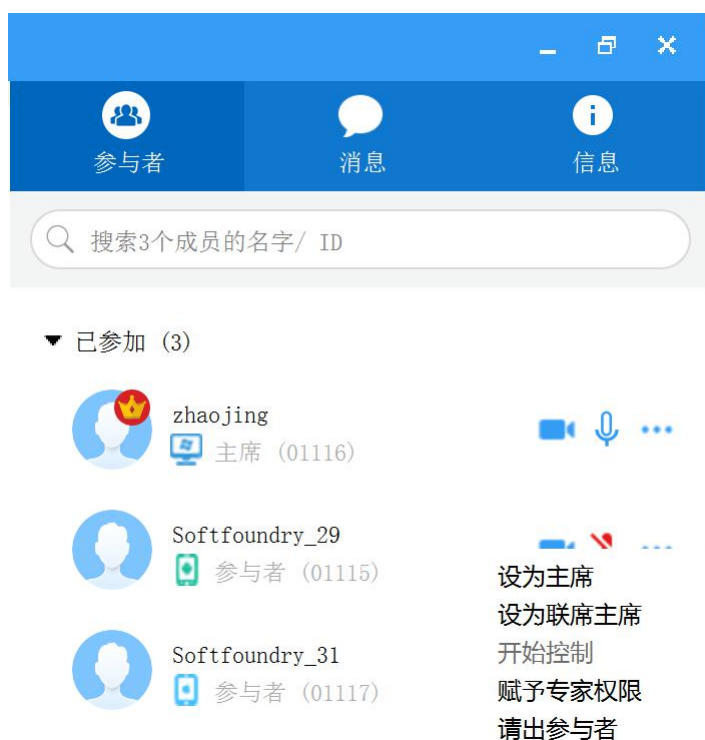 参与者
消息
信息
搜索3个成员的名字/ ID
已参加 (3)
zhaojing
主席 (01116)
Softfoundry_29
参与者 (01115)
设为主席
设为联席主席
开始控制
Softfoundry_31
参与者 (01117)
赋予专家权限
请出参与者